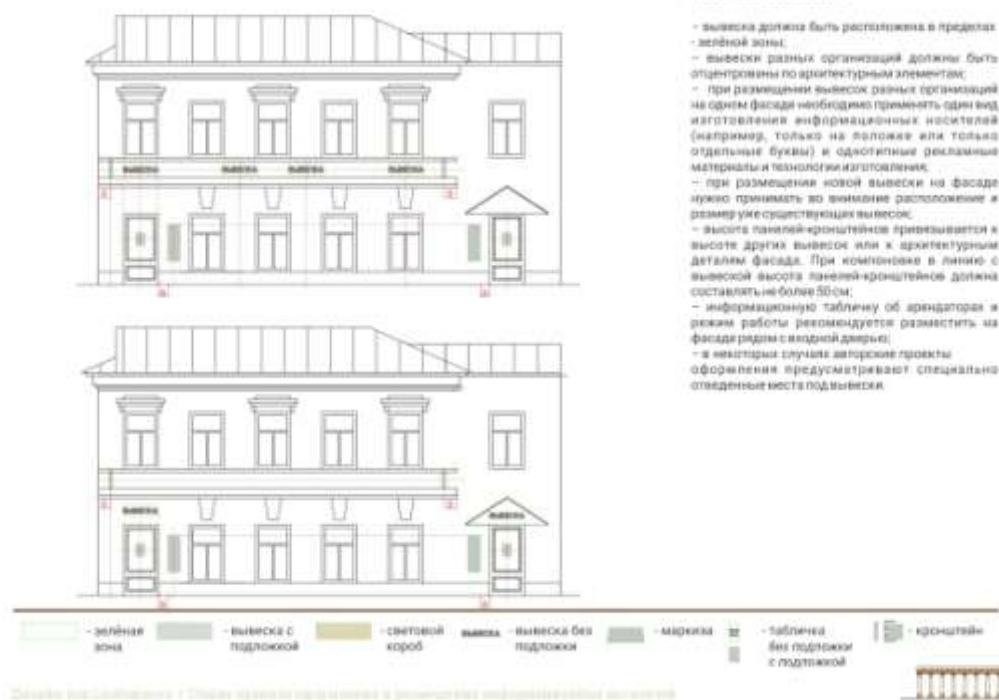 - вывеска должна быть расположена в пределах
- зелёной зоны;
– вывески разных организаций должны быть
отцентрованы по архитектурным элементам;
– при размещении вывесок разных организаций
на одном фасаде необходимо применять один вид
изготовления информационных носителей
(например, только на положке или только
отдельные буквы) и однотипные рекламные
материалы и технологии изготовления;
– при размещении новой вывески на фасаде
нужно принимать во внимание расположение и
размер уже существующих вывесок;
– высота панелей-кронштейнов привязывается к
высоте других вывесок или к архитектурным
деталям фасада. При компоновке в линию с
вывеской высота панелей-кронштейнов должна
составлять не более 50 см;
– информационную табличку об арендаторах и
режим работы рекомендуется разместить на
фасаде рядом с входной дверью;
– в некоторых случаях авторские проекты
оформления предусматривают специально
отведенные места под вывески.
ВЫВЕСКА ВЫВЕСКА ВЫВЕСКА ВЫВЕСКА
ВЫВЕСКА ВЫВЕСКА
- зелёная
зона
- вывеска с
подложкой
- световой
короб
ВЫВЕСКА - вывеска без
подложки
- маркиза
- табличка
без подложки
с подложкой
- кронштейн